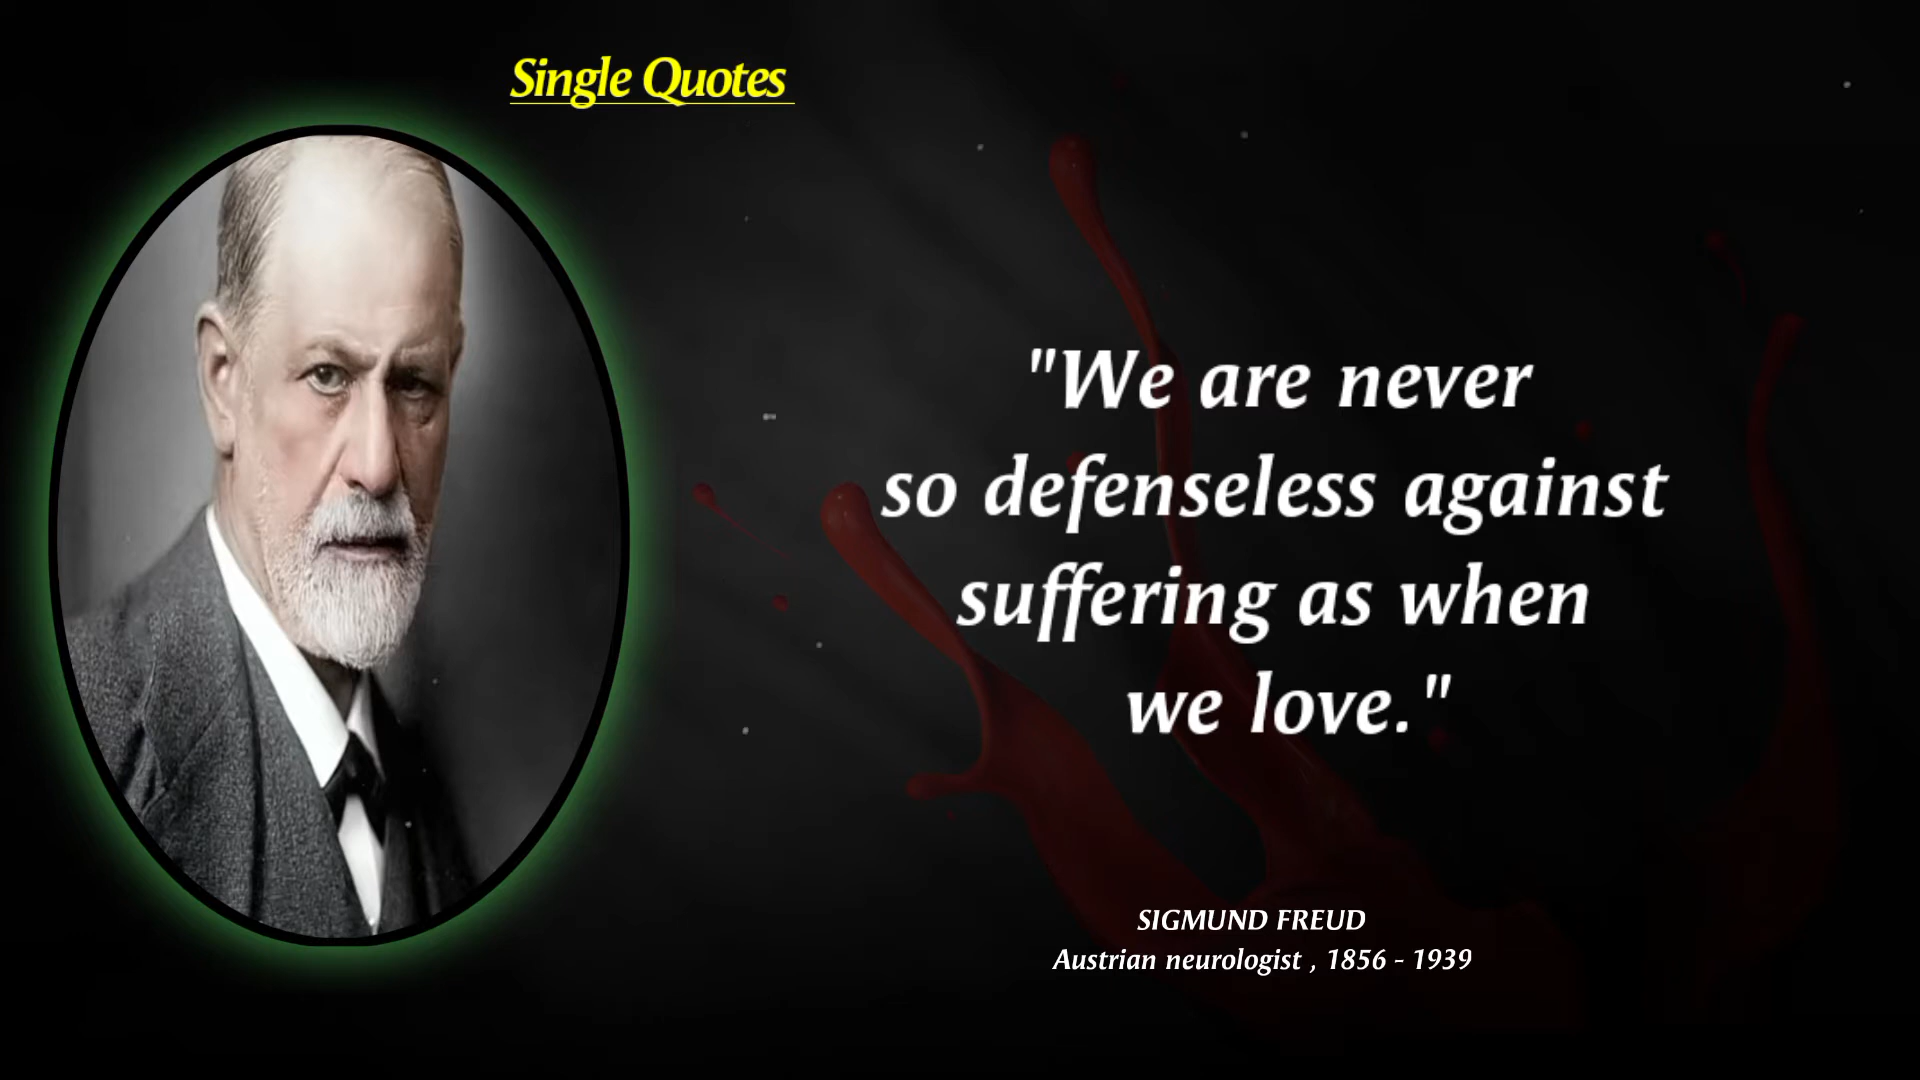 Single Quotes
"We are never
so defenseless against
suffering as when
we love."
SIGMUND FREUD
Austrian neurologist , 1856 - 1939